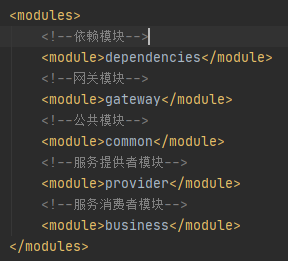 <modules>
<!--依赖模块-->
<module>dependencies</module>
<!--网关模块-->
<module>gateway</module>
<!--公共模块-->
<module>common</module>
<!--服务提供者模块-->
<module>provider</module>
<!--服务消费者模块-->
<module>business</module>
</modules>